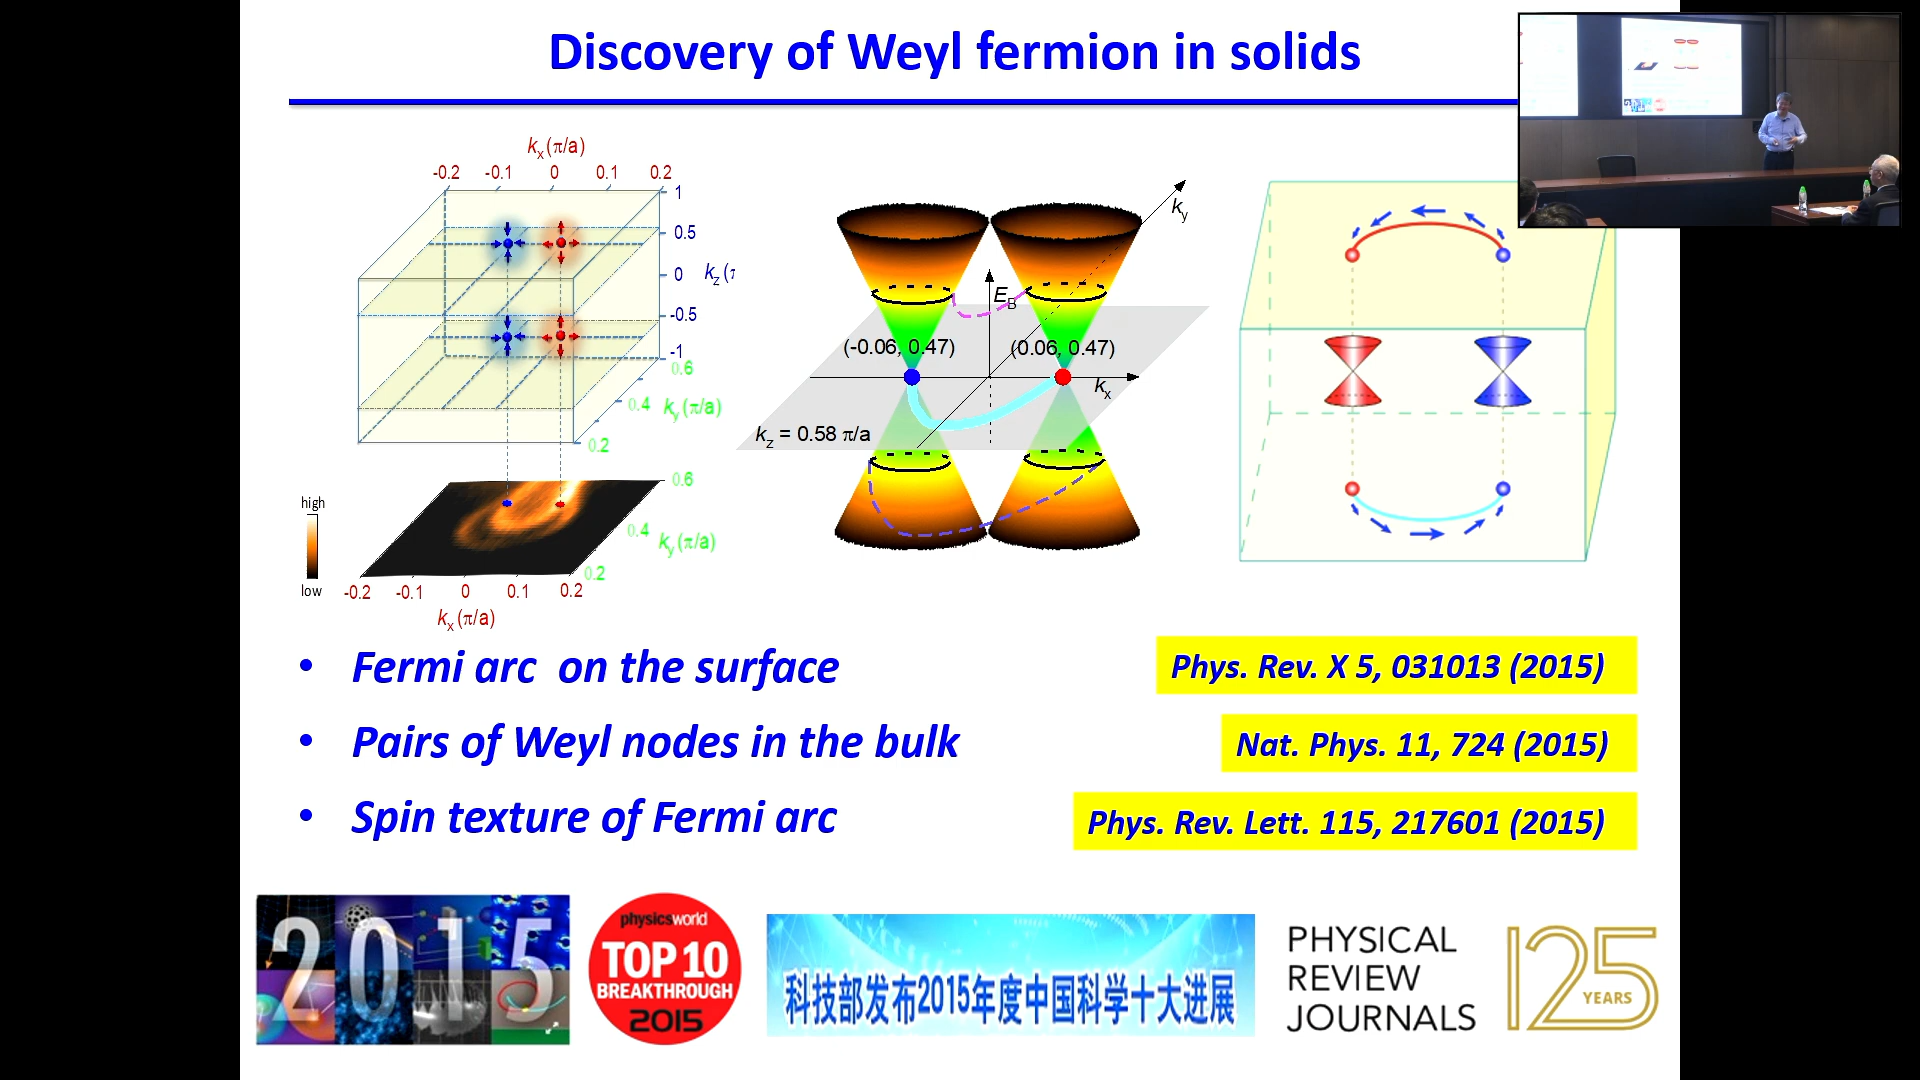 Discovery of Weyl fermion in solids
kx (π/a)
-0.2 -0.1 0 0.1 0.2
1
0.5
0 kz (π
-0.5
-1
0.6
0.4 ky (π/a)
0.2
high
low
0.6
0.4 ky (π/a)
0.2
-0.2 -0.1 0 0.1 0.2
kx (π/a)
ky
EB
(-0.06, 0.47) (0.06, 0.47)
kx
kz = 0.58 π/a
• Fermi arc on the surface
Phys. Rev. X 5, 031013 (2015)
• Pairs of Weyl nodes in the bulk
Nat. Phys. 11, 724 (2015)
• Spin texture of Fermi arc
Phys. Rev. Lett. 115, 217601 (2015)
2015
physicsworld
TOP 10
BREAKTHROUGH
2015
科技部发布2015年度中国科学十大进展
PHYSICAL
REVIEW
JOURNALS
125
YEARS